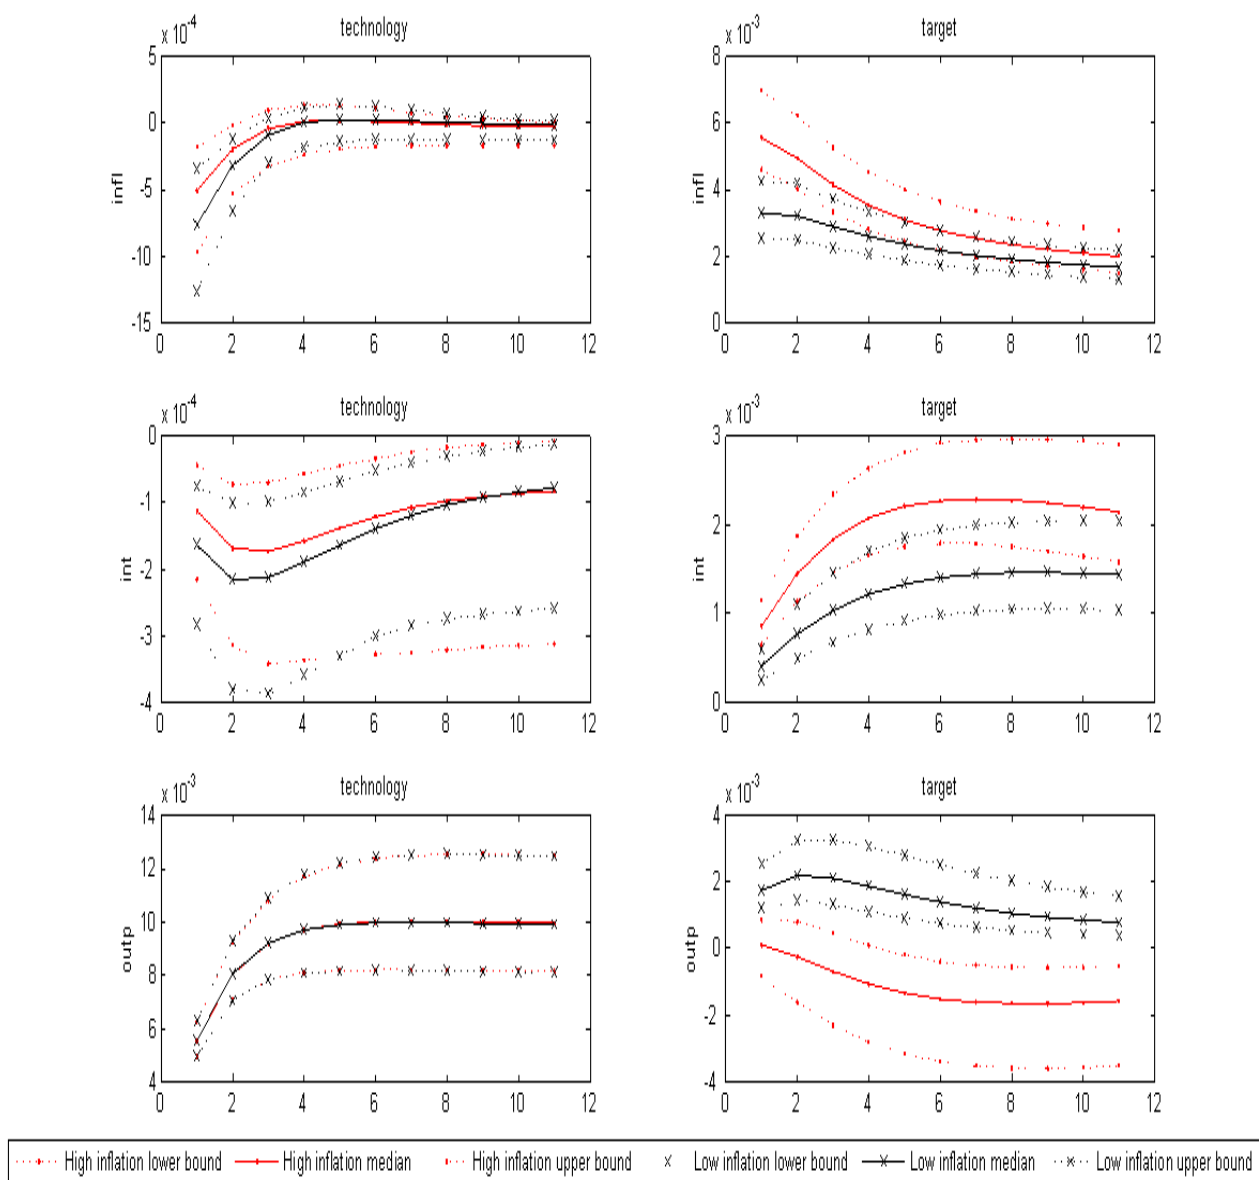 x 10^-4
technology
5
0
-5
-10
-15
infl
0 2 4 6 8 10 12
x 10^-3
target
8
6
4
2
0
infl
0 2 4 6 8 10 12
x 10^-4
technology
0
-1
-2
-3
-4
int
0 2 4 6 8 10 12
x 10^-3
target
3
2
1
0
int
0 2 4 6 8 10 12
x 10^-3
technology
14
12
10
8
6
4
outp
0 2 4 6 8 10 12
x 10^-3
target
4
2
0
-2
-4
outp
0 2 4 6 8 10 12
High inflation lower bound High inflation median High inflation upper bound Low inflation lower bound Low inflation median Low inflation upper bound